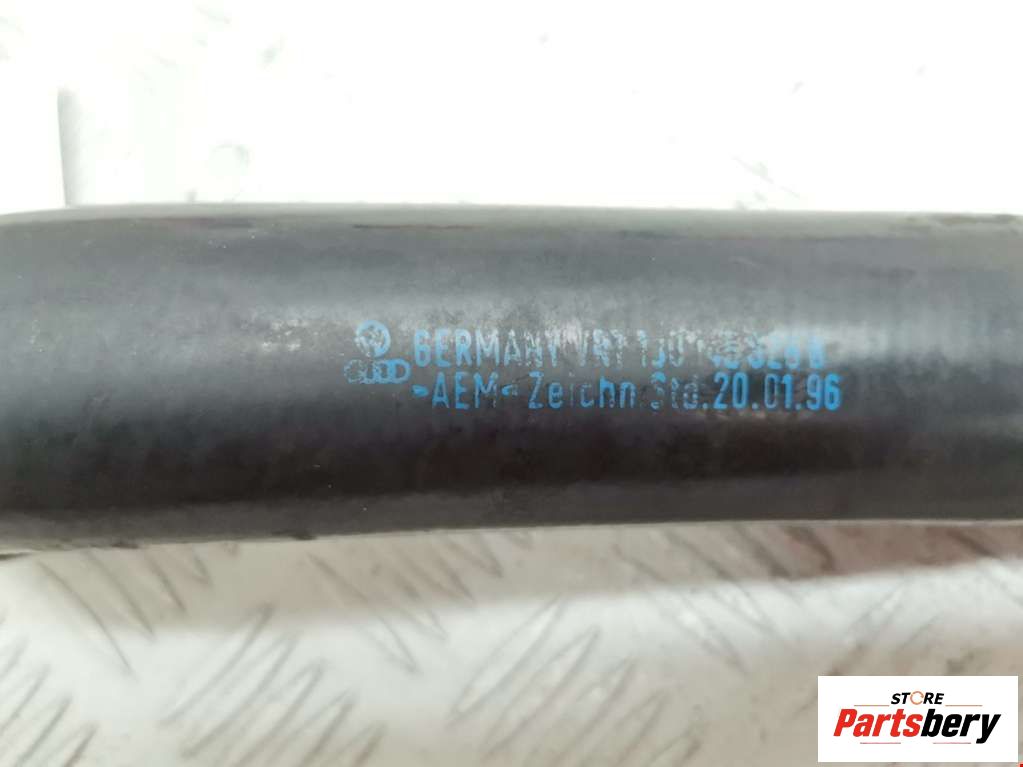 GERMANY
-AEM- Zeichn.Std.20.01.96
STORE
Partsbery